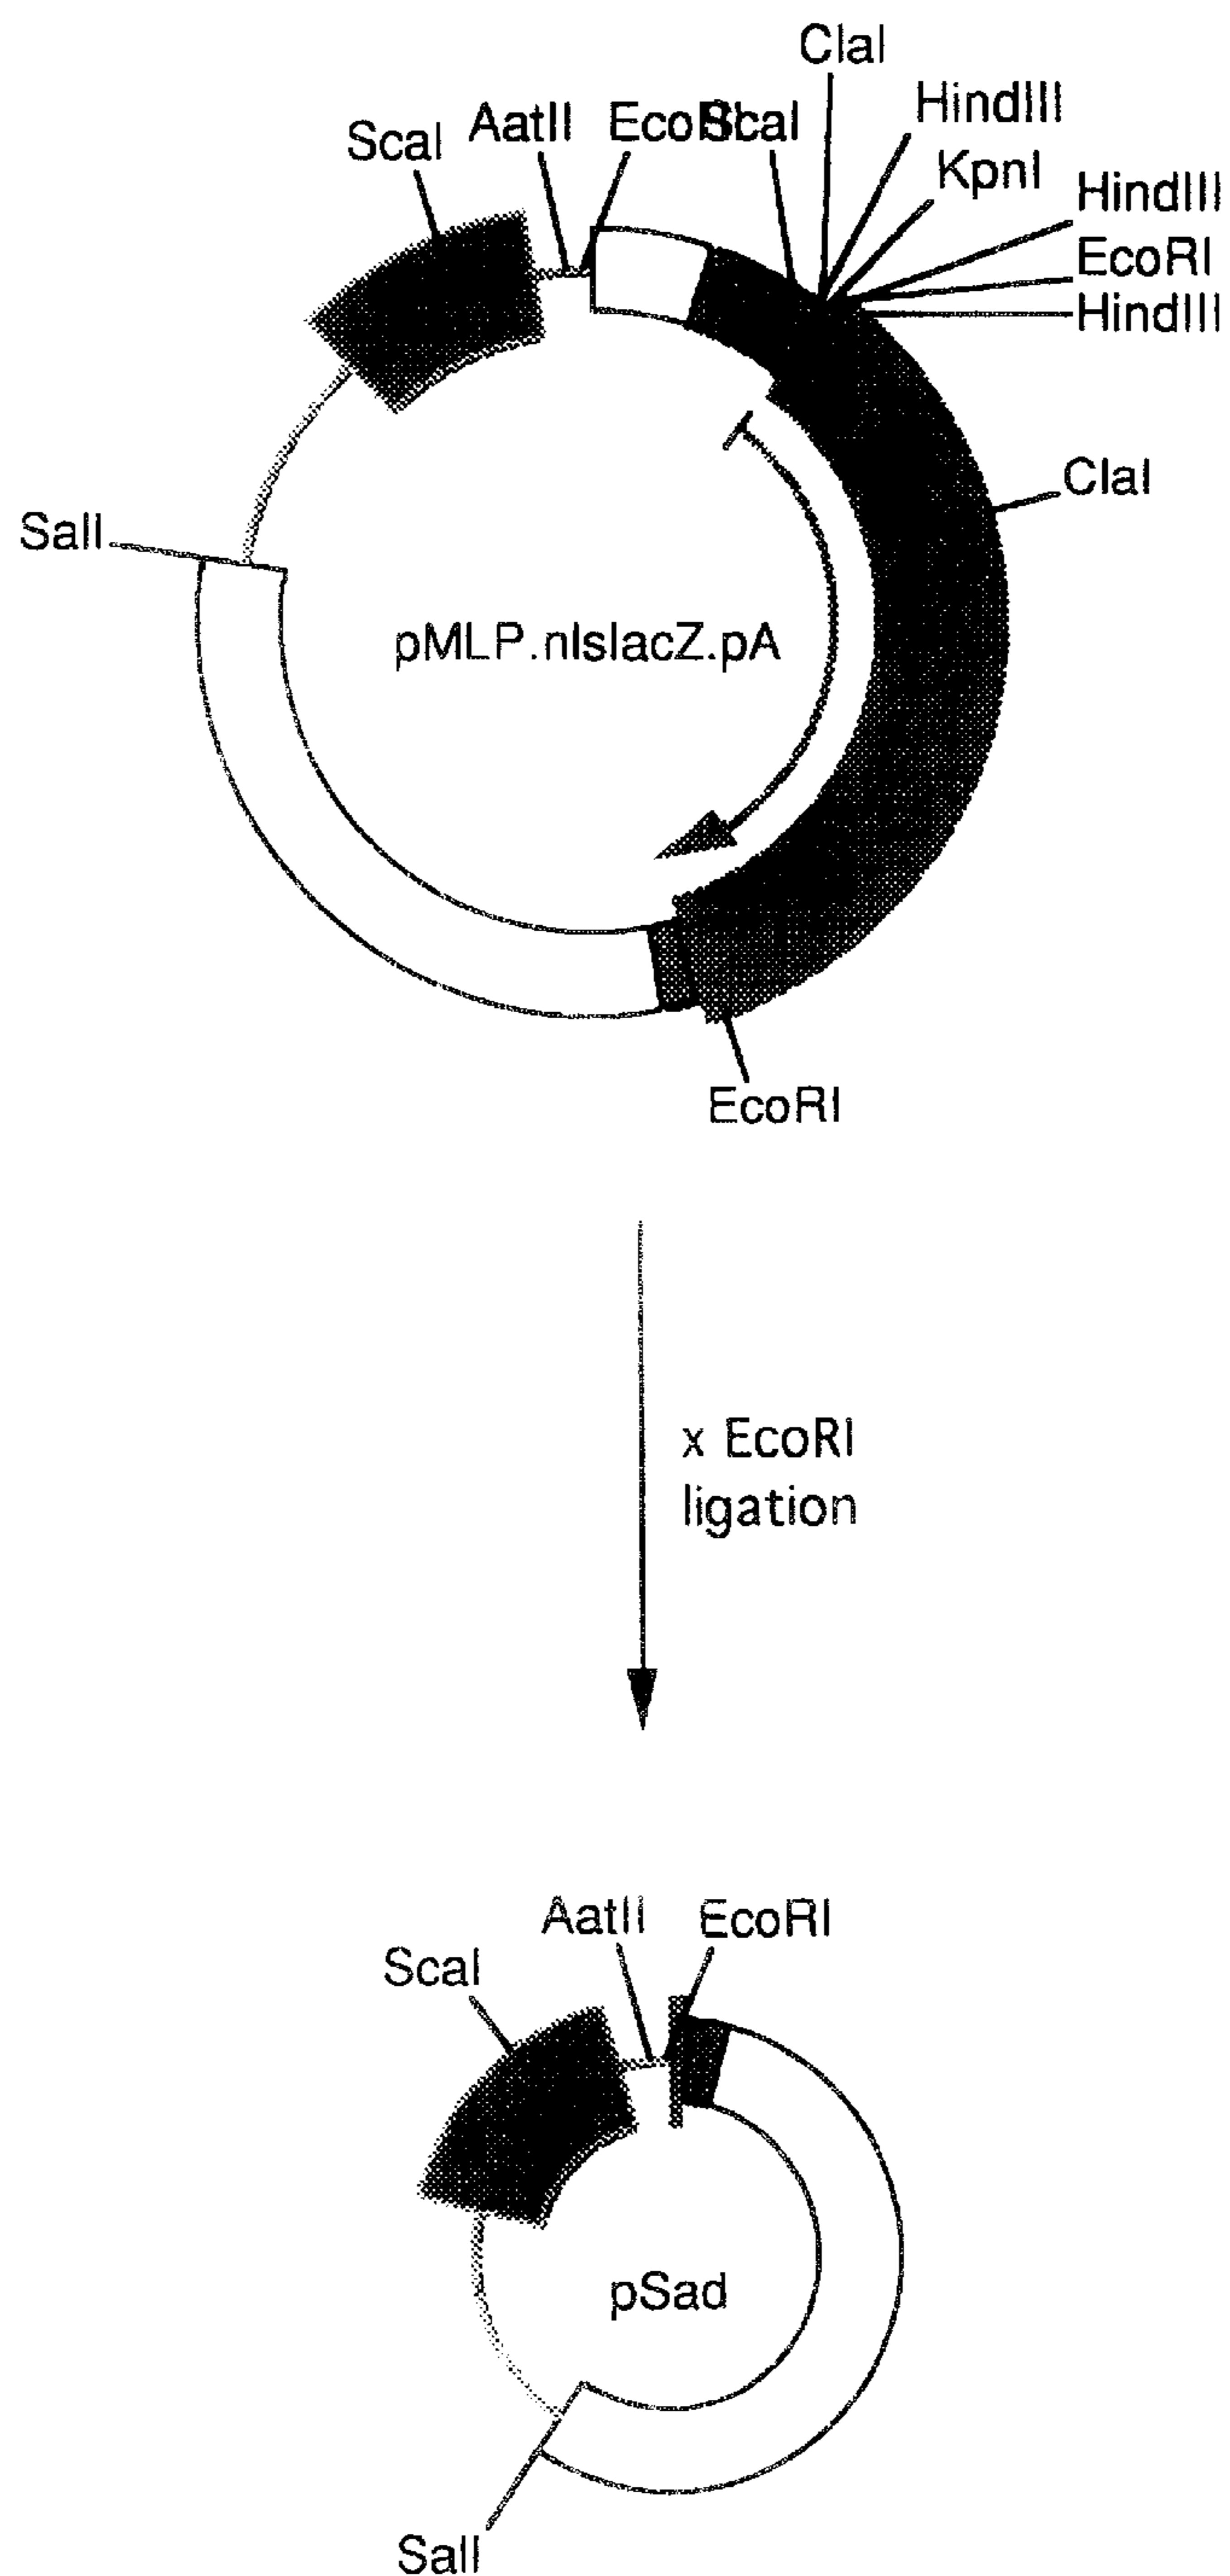 ClaI
HindIII
ScaI AatII EcoRI ScaI
KpnI
HindIII
EcoRI
HindIII
ClaI
SalI
pMLP.nlslacZ.pA
EcoRI
x EcoRI
ligation
AatII EcoRI
ScaI
pSad
SalI